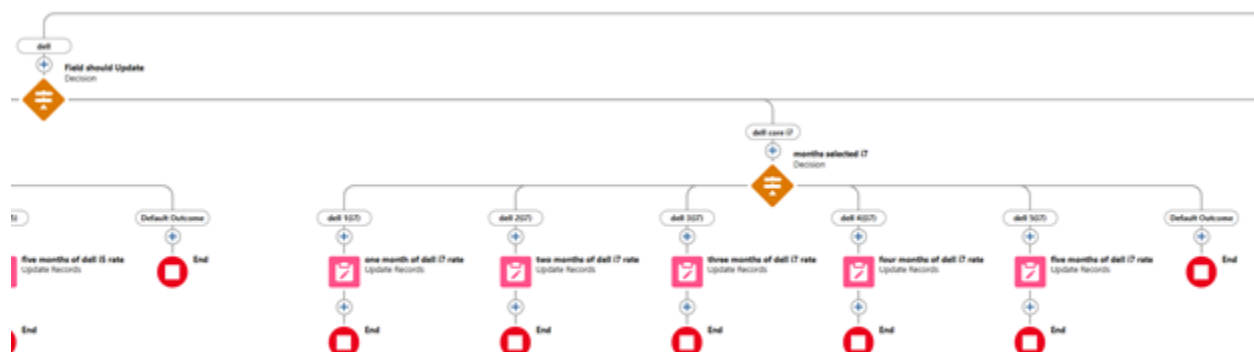 dell
Field should Update
Decision
dell core i7
months selected i7
Decision
Default Outcome
dell 1(i7)
dell 2(i7)
dell 3(i7)
dell 4(i7)
dell 5(i7)
Default Outcome
five months of dell i5 rate
Update Records
End
one month of dell i7 rate
Update Records
two months of dell i7 rate
Update Records
three months of dell i7 rate
Update Records
four months of dell i7 rate
Update Records
five months of dell i7 rate
Update Records
End
End
End
End
End
End
End